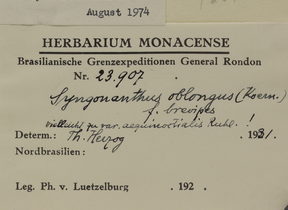 August 1974
HERBARIUM MONACENSE
Brasilianische Grenzexpeditionen General Rondon
Nr. 23.907 .
Syngonanthus oblongus (Koern.)
f. brevipes
vielleicht zu var. aequinoctialis Ruhl. !
Determ.: Th. Herzog . 1931.
Nordbrasilien:
Leg. Ph. v. Luetzelburg . 192 .